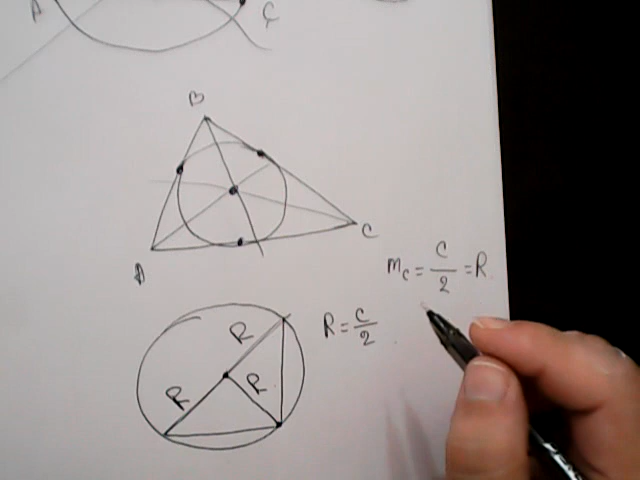 A C
B
A C
m_c = c/2 = R
R = c/2
R
R R